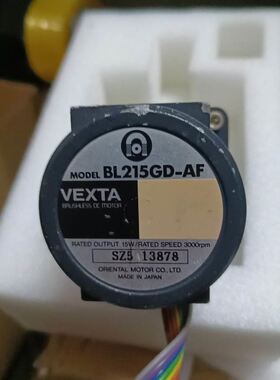 MODEL BL215GD-AF
VEXTA
BRUSHLESS DC MOTOR
RATED OUTPUT 15W/RATED SPEED 3000rpm
SZ5 13878
ORIENTAL MOTOR CO., LTD.
MADE IN JAPAN